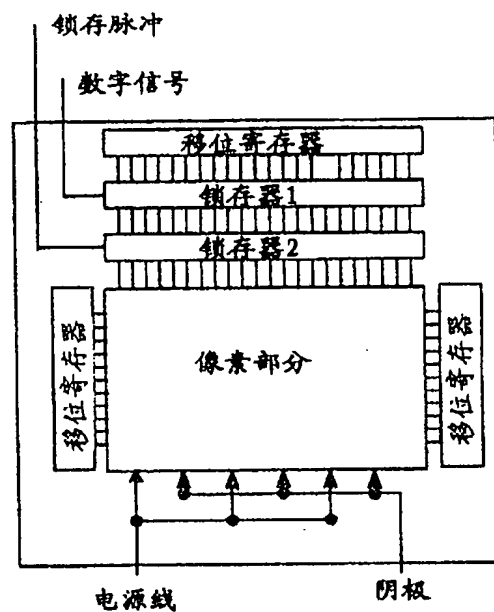 锁存脉冲
数字信号
移位寄存器
锁存器1
锁存器2
移位寄存器
像素部分
移位寄存器
电源线
阴极